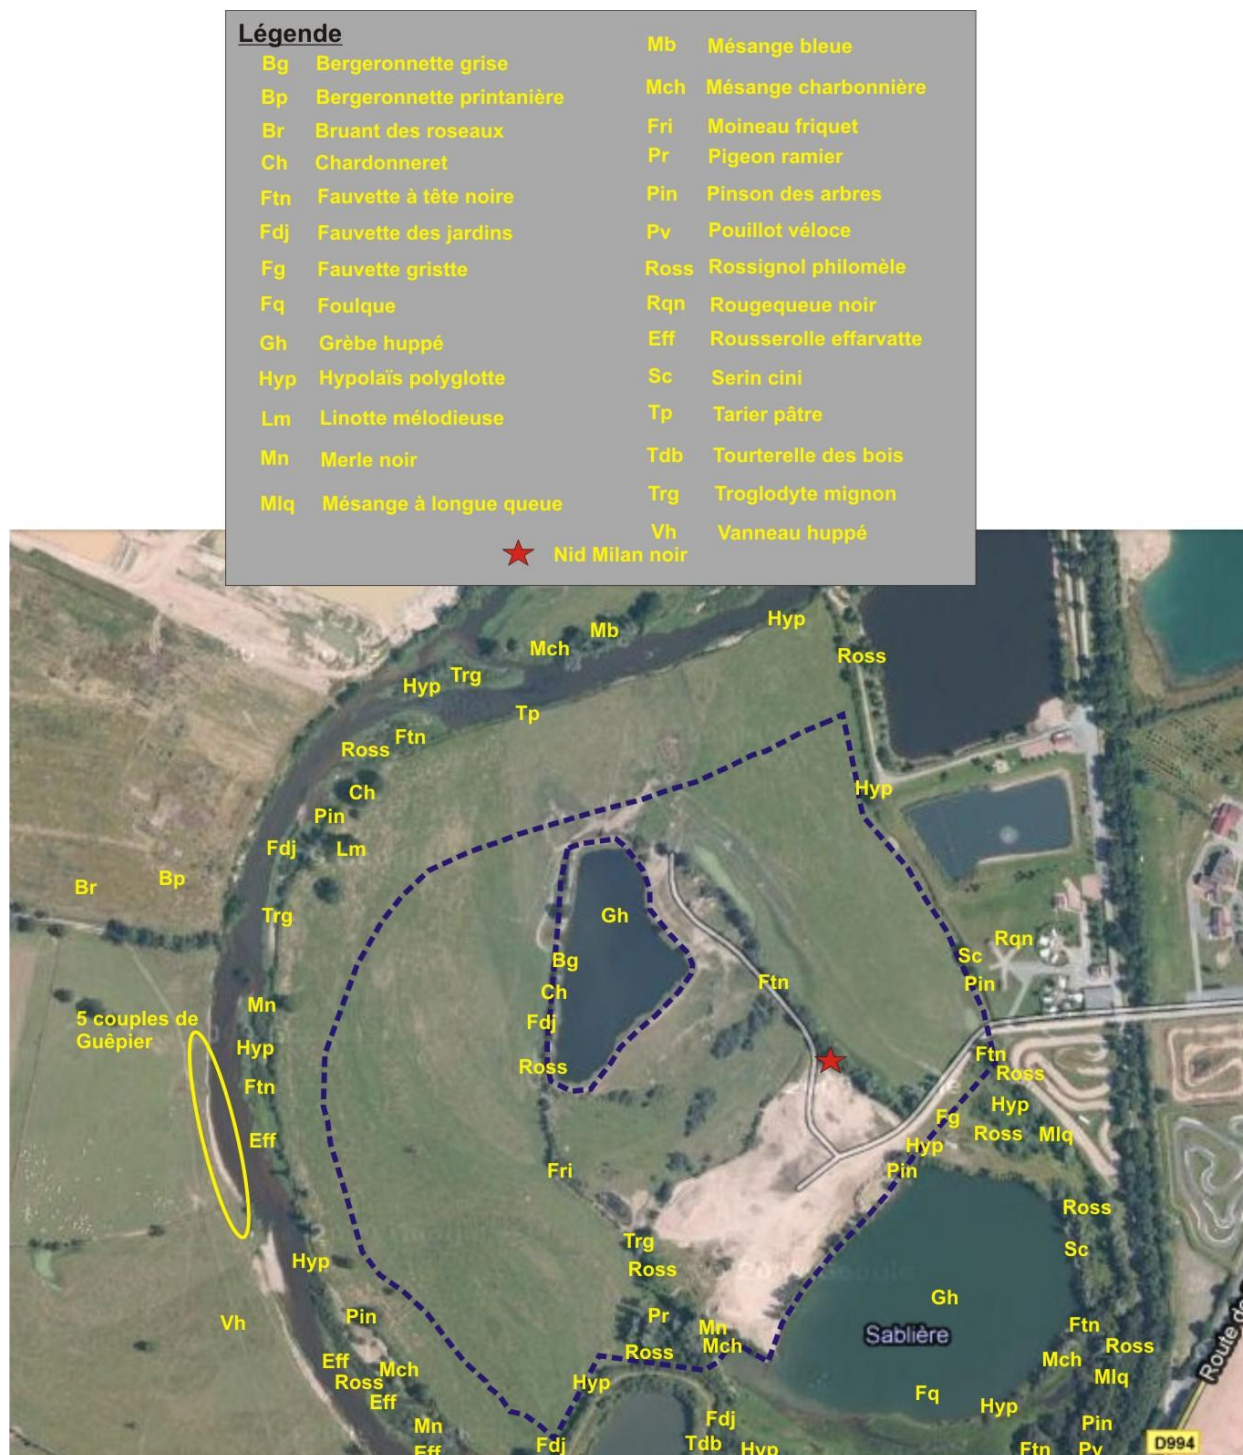 Légende
Bg Bergeronnette grise
Bp Bergeronnette printanière
Br Bruant des roseaux
Ch Chardonneret
Ftn Fauvette à tête noire
Fdj Fauvette des jardins
Fg Fauvette gristte
Fq Foulque
Gh Grèbe huppé
Hyp Hypolaïs polyglotte
Lm Linotte mélodieuse
Mn Merle noir
Mlq Mésange à longue queue
Mb Mésange bleue
Mch Mésange charbonnière
Fri Moineau friquet
Pr Pigeon ramier
Pin Pinson des arbres
Pv Pouillot véloce
Ross Rossignol philomèle
Rqn Rougequeue noir
Eff Rousserolle effarvatte
Sc Serin cini
Tp Tarier pâtre
Tdb Tourterelle des bois
Trg Troglodyte mignon
Vh Vanneau huppé
Nid Milan noir
Hyp
Mb
Mch
Ross
Trg
Hyp
Tp
Ftn
Ross
Ch
Hyp
Pin
Fdj
Lm
Bp
Br
Trg
Gh
Rqn
Bg
Sc
Ftn
Pin
Ch
Mn
5 couples de
Guêpier
Fdj
Hyp
Ftn
Ross
Ross
Ftn
Hyp
Fg
Ross
Mlq
Eff
Hyp
Fri
Pin
Ross
Trg
Sc
Hyp
Ross
Gh
Pr
Pin
Vh
Mn
Ftn
Sablière
Mch
Ross
Ross
Eff
Mch
Mch
Route de
Mlq
Ross
Hyp
Eff
Fq
Hyp
Fdj
Mn
Pin
Fdj
Tdb
Hyp
Ftn
Pv
Eff
D994